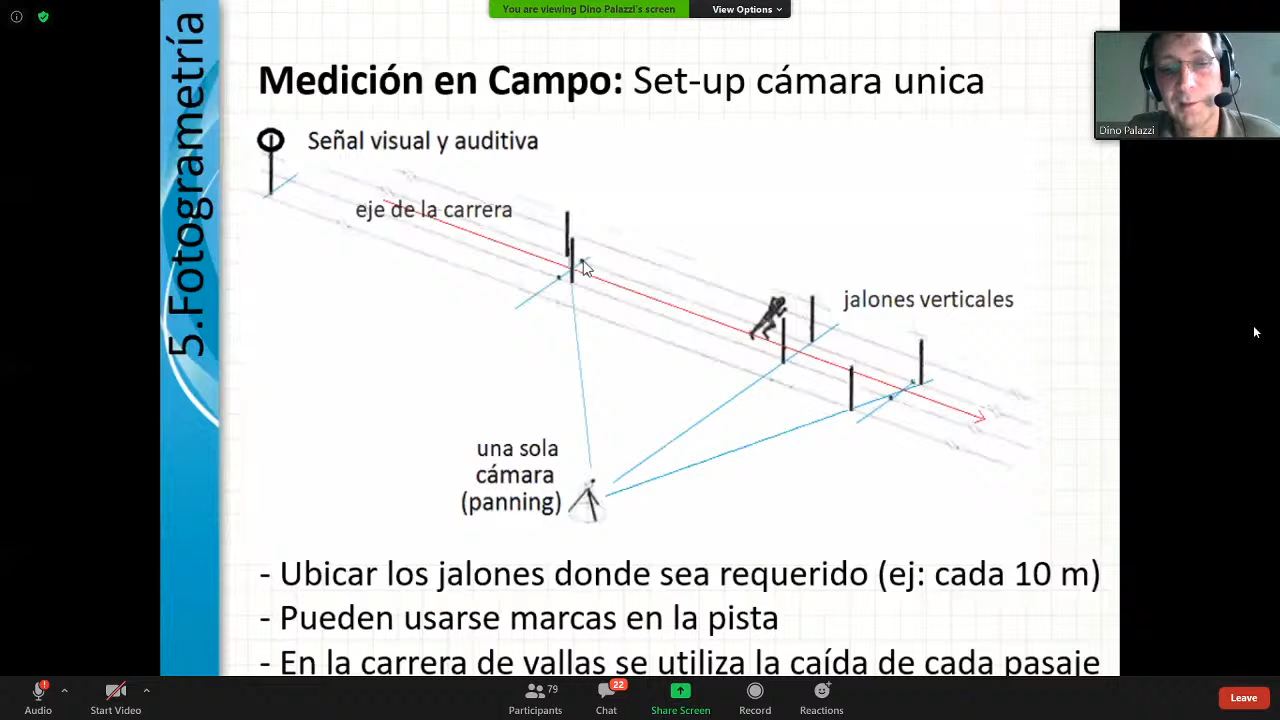 You are viewing Dino Palazzi's screen
View Options
5.Fotogrametría
Medición en Campo: Set-up cámara unica
Señal visual y auditiva
eje de la carrera
jalones verticales
una sola
cámara
(panning)
- Ubicar los jalones donde sea requerido (ej: cada 10 m)
- Pueden usarse marcas en la pista
- En la carrera de vallas se utiliza la caída de cada pasaje
Dino Palazzi
Audio
Start Video
79
Participants
22
Chat
Share Screen
Record
Reactions
Leave